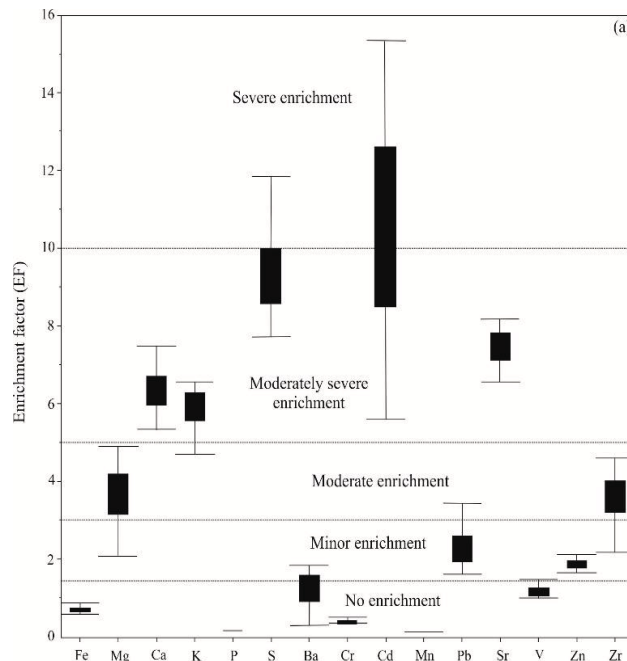 16
(a
14
Severe enrichment
12
10
8
Moderately severe
enrichment
6
Moderate enrichment
4
Minor enrichment
2
No enrichment
0
Enrichment factor (EF)
Fe Mg Ca K P S Ba Cr Cd Mn Pb Sr V Zn Zr